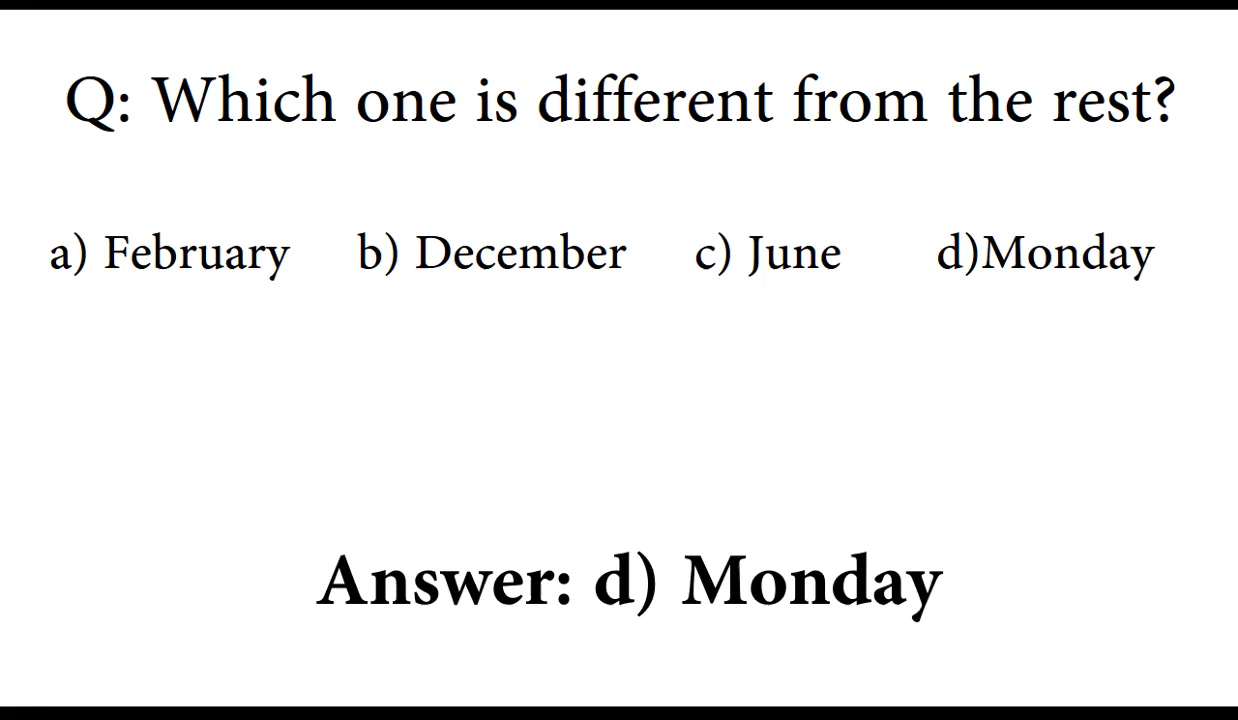 Q: Which one is different from the rest?
a) February b) December c) June d)Monday
Answer: d) Monday